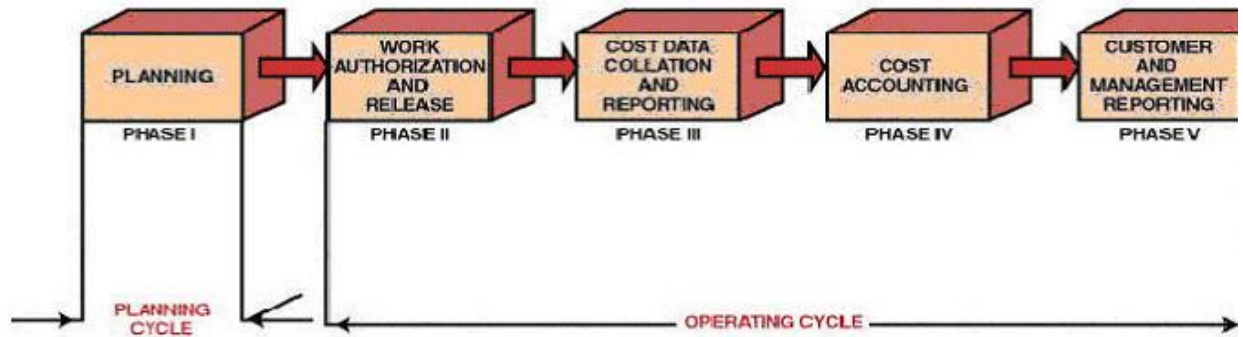 PLANNING
PHASE I
WORK
AUTHORIZATION
AND
RELEASE
PHASE II
COST DATA
COLLATION
AND
REPORTING
PHASE III
COST
ACCOUNTING
PHASE IV
CUSTOMER
AND
MANAGEMENT
REPORTING
PHASE V
PLANNING
CYCLE
OPERATING CYCLE